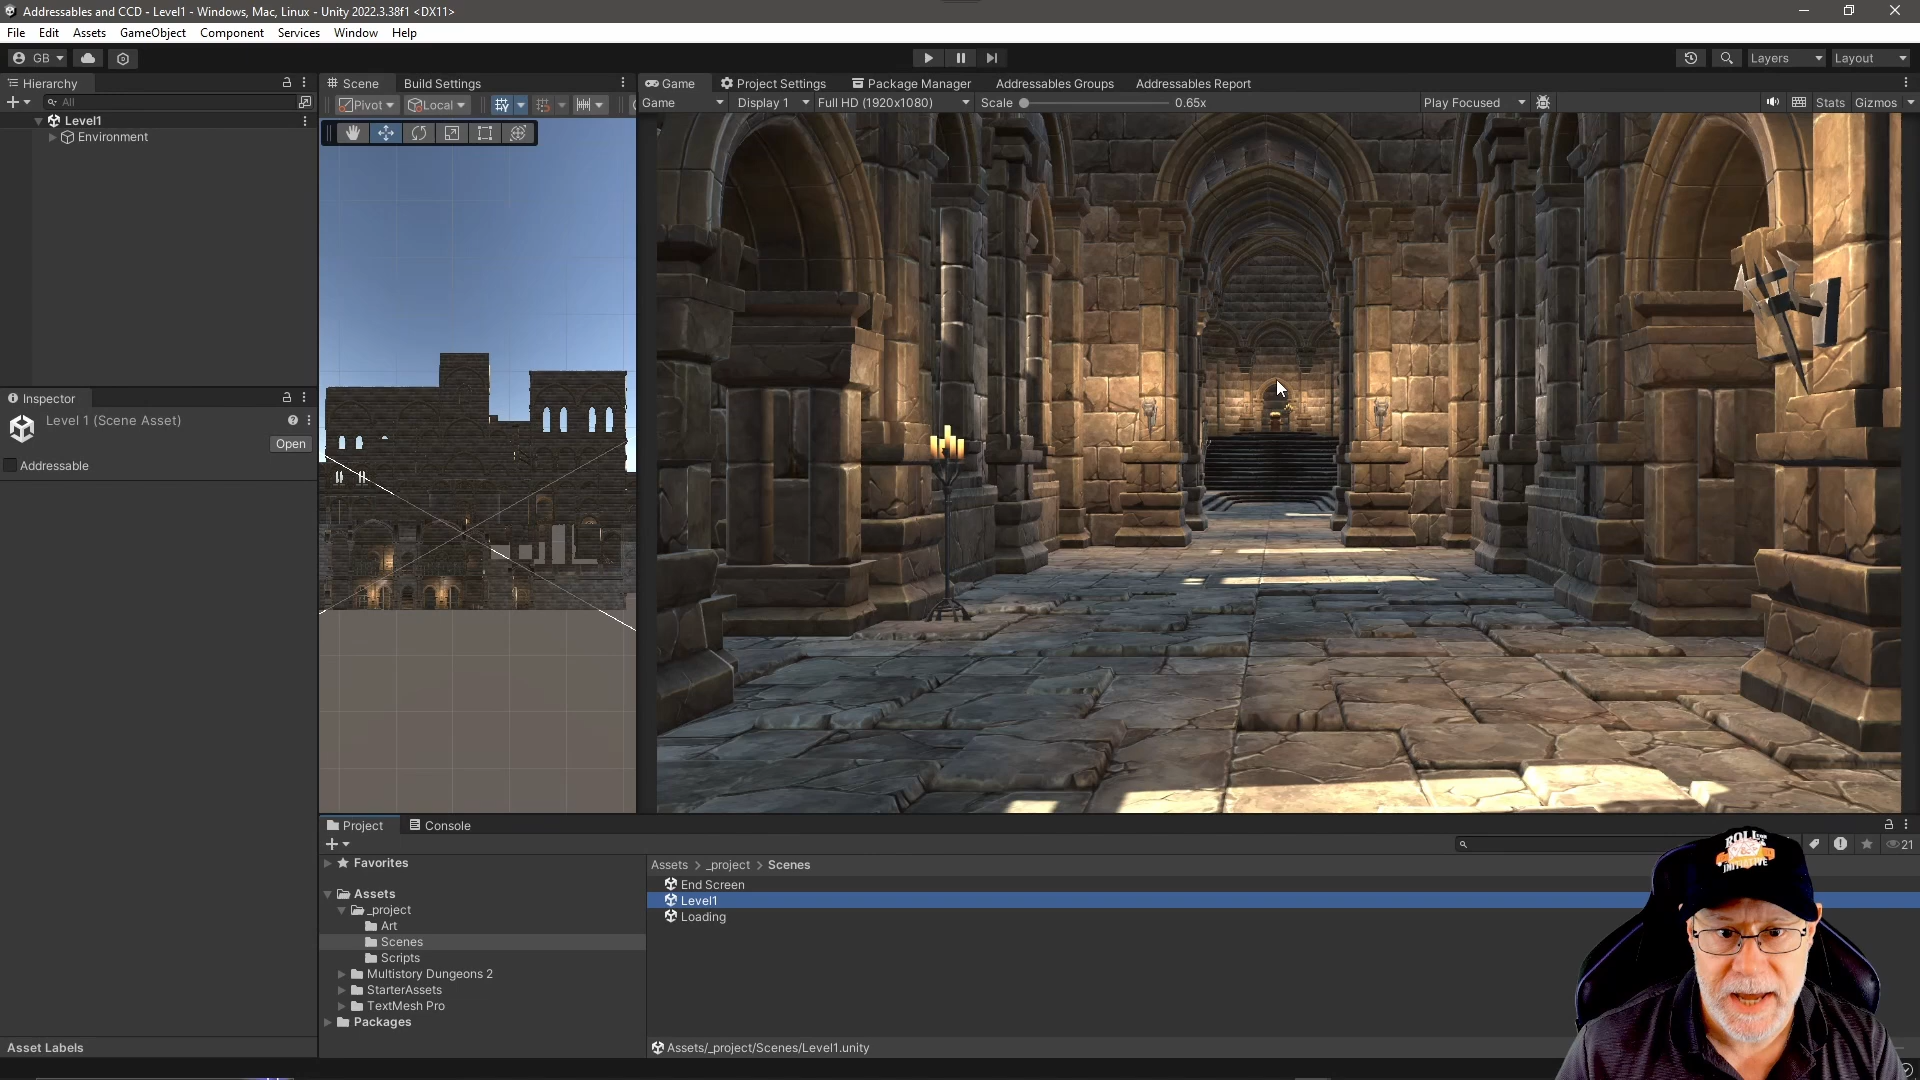 Addressables and CCD - Level1 - Windows, Mac, Linux - Unity 2022.3.38f1 <DX11>
File Edit Assets GameObject Component Services Window Help
GB
Layers
Layout
Hierarchy
All
Level1
Environment
Inspector
Level 1 (Scene Asset)
Open
Addressable
Asset Labels
Scene
Build Settings
Pivot
Local
Game
Project Settings
Package Manager
Addressables Groups
Addressables Report
Game
Display 1
Full HD (1920x1080)
Scale
0.65x
Play Focused
Stats
Gizmos
Project
Console
21
Favorites
Assets
_project
Art
Scenes
Scripts
Multistory Dungeons 2
StarterAssets
TextMesh Pro
Packages
Assets > _project > Scenes
End Screen
Level1
Loading
Assets/_project/Scenes/Level1.unity
INITIATIVE